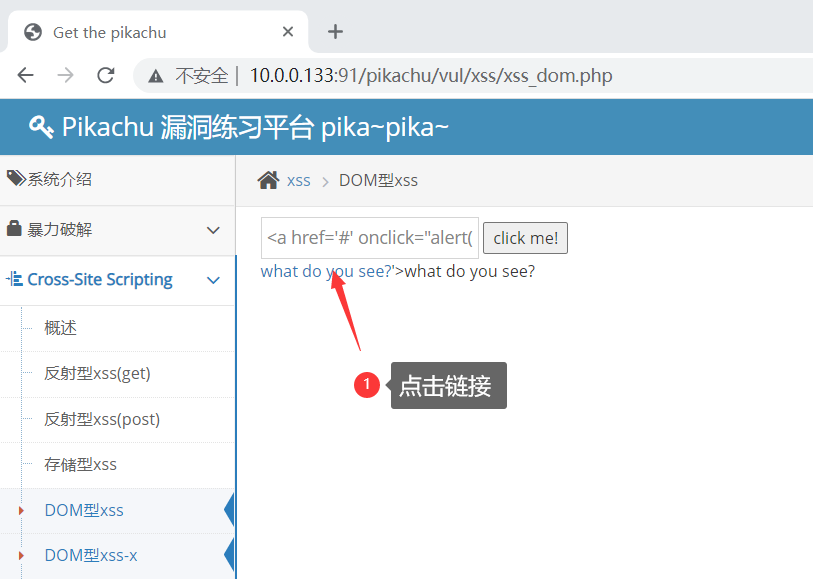 Get the pikachu
不安全 | 10.0.0.133:91/pikachu/vul/xss/xss_dom.php
Pikachu 漏洞练习平台 pika~pika~
系统介绍
暴力破解
Cross-Site Scripting
概述
反射型xss(get)
反射型xss(post)
存储型xss
DOM型xss
DOM型xss-x
xss > DOM型xss
<a href='#' onclick="alert( click me!
what do you see?'>what do you see?
1 点击链接